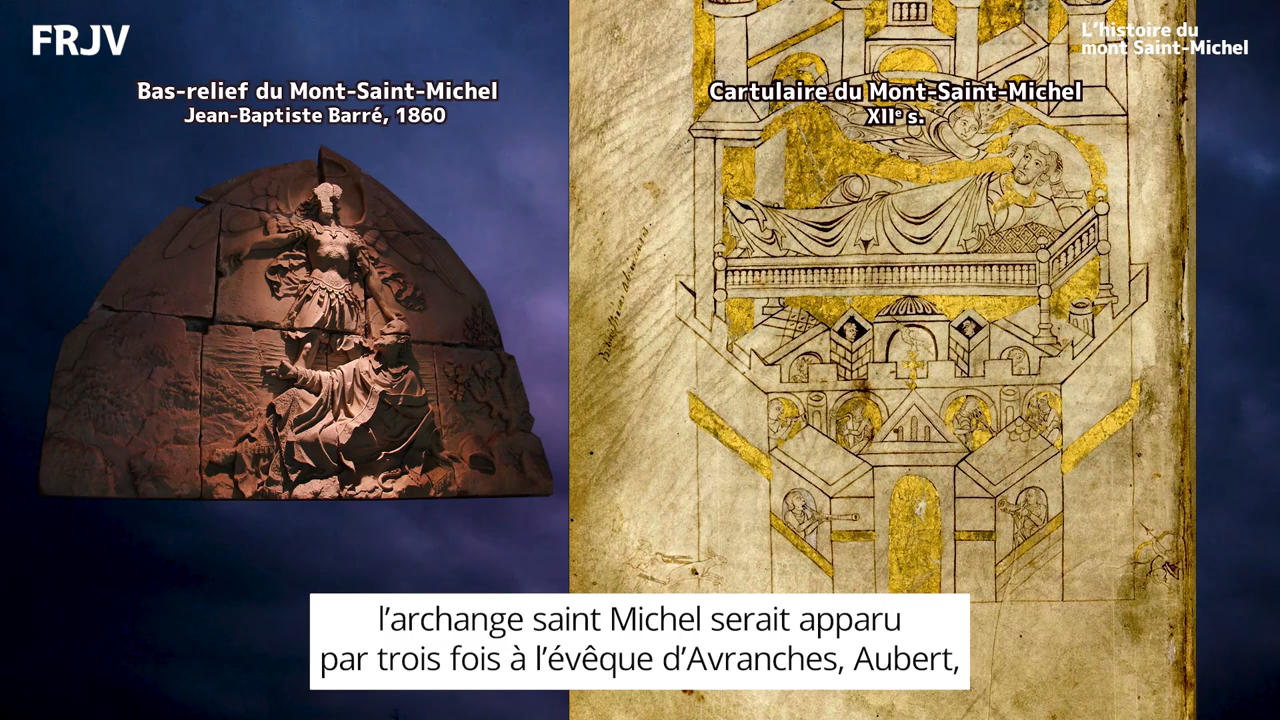 FRJV
L'histoire du
mont Saint-Michel
Bas-relief du Mont-Saint-Michel
Jean-Baptiste Barré, 1860
Cartulaire du Mont-Saint-Michel
XIIe s.
l'archange saint Michel serait apparu
par trois fois à l'évêque d'Avranches, Aubert,